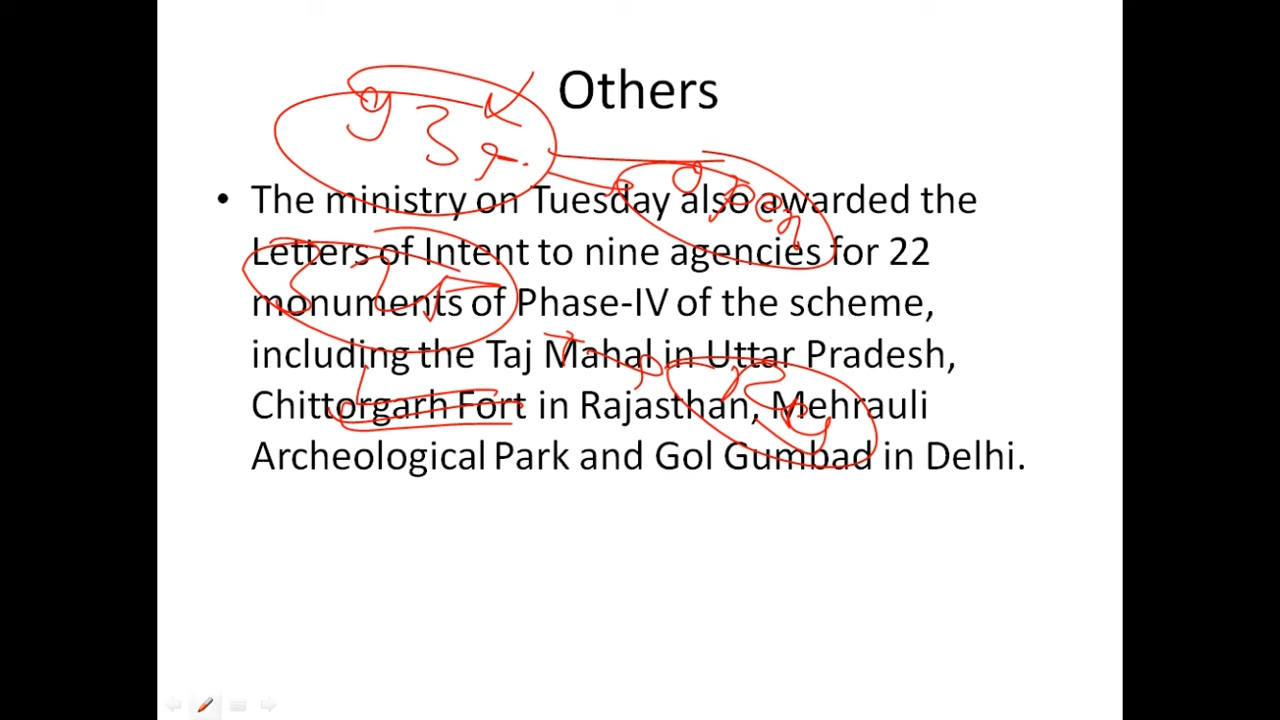 Others
• The ministry on Tuesday also awarded the
Letters of Intent to nine agencies for 22
monuments of Phase-IV of the scheme,
including the Taj Mahal in Uttar Pradesh,
Chittorgarh Fort in Rajasthan, Mehrauli
Archeological Park and Gol Gumbad in Delhi.